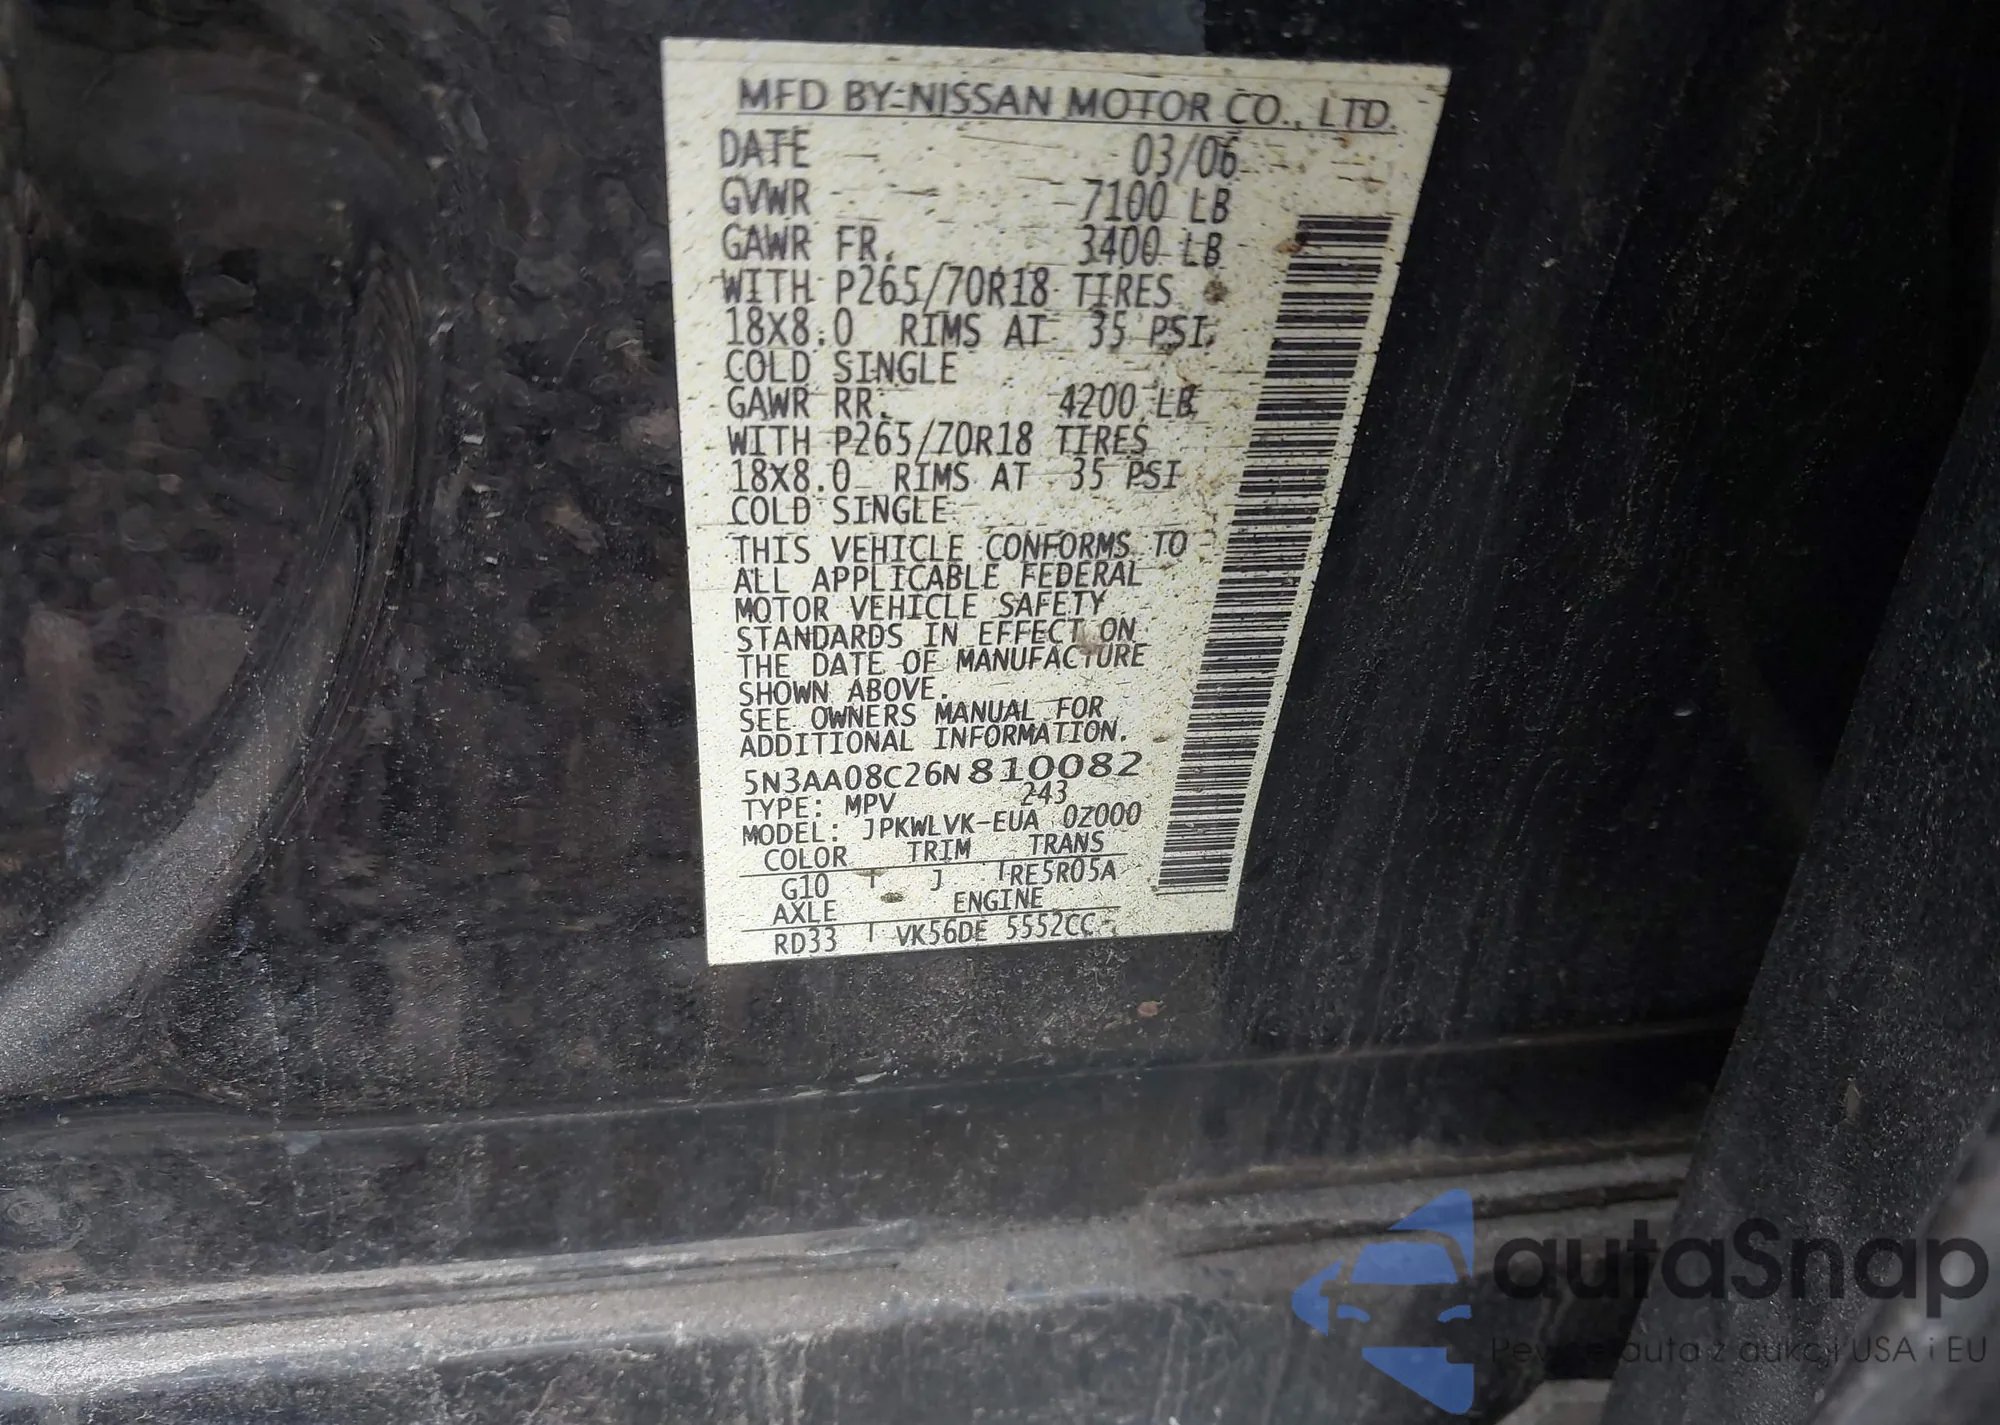 MFD BY-NISSAN MOTOR CO., LTD.
DATE 03/06
GVWR 7100 LB
GAWR FR. 3400 LB
WITH P265/70R18 TIRES
18X8.0 RIMS AT 35 PSI
COLD SINGLE
GAWR RR. 4200 LB
WITH P265/70R18 TIRES
18X8.0 RIMS AT 35 PSI
COLD SINGLE
THIS VEHICLE CONFORMS TO
ALL APPLICABLE FEDERAL
MOTOR VEHICLE SAFETY
STANDARDS IN EFFECT ON
THE DATE OF MANUFACTURE
SHOWN ABOVE.
SEE OWNERS MANUAL FOR
ADDITIONAL INFORMATION.
5N3AA08C26N810082
TYPE: MPV 243
MODEL: JPKWLVK-EUA 0Z000
COLOR TRIM TRANS
G10 J RE5R05A
AXLE ENGINE
RD33 VK56DE 5552CC
autaSnap
auta z aukcji USA i EU